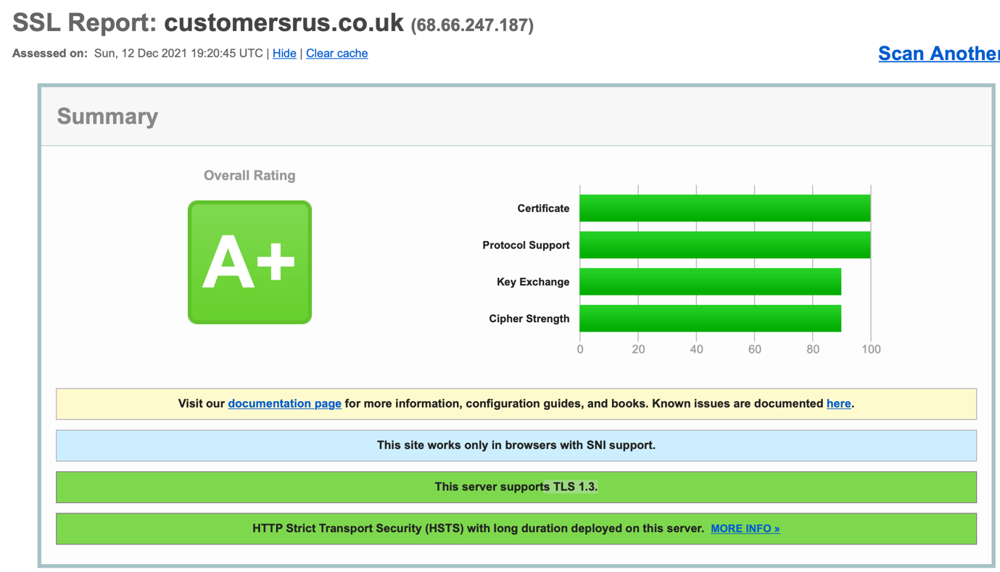 SSL Report: customersrus.co.uk (68.66.247.187)
Assessed on: Sun, 12 Dec 2021 19:20:45 UTC | Hide | Clear cache
Scan Another
Summary
Overall Rating
A+
Certificate
Protocol Support
Key Exchange
Cipher Strength
0 20 40 60 80 100
Visit our documentation page for more information, configuration guides, and books. Known issues are documented here.
This site works only in browsers with SNI support.
This server supports TLS 1.3.
HTTP Strict Transport Security (HSTS) with long duration deployed on this server. MORE INFO »